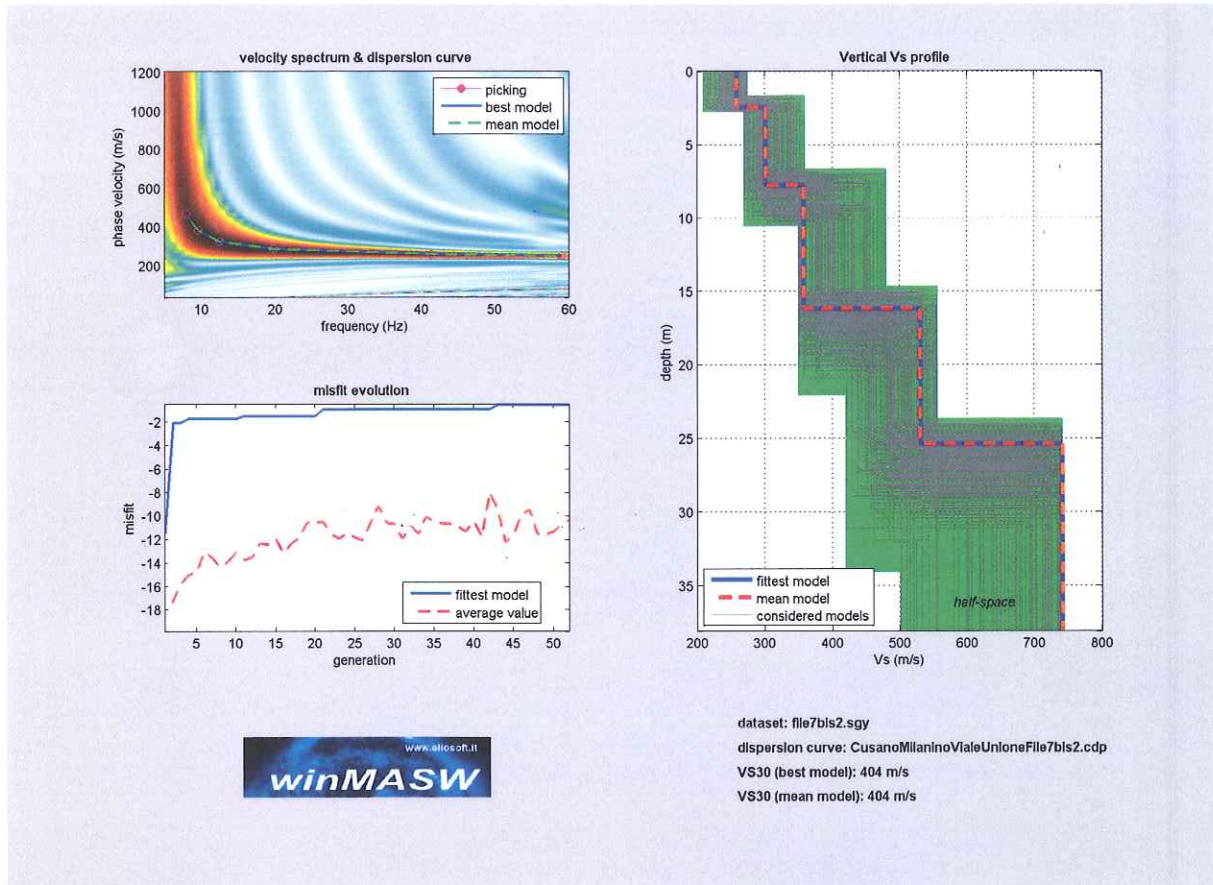 velocity spectrum & dispersion curve
1200
1000
800
600
400
200
phase velocity (m/s)
picking
best model
mean model
10
20
30
40
50
60
frequency (Hz)
misfit evolution
-2
-4
-6
-8
-10
-12
-14
-16
-18
misfit
fittest model
average value
5
10
15
20
25
30
35
40
45
50
generation
Vertical Vs profile
0
5
10
15
20
25
30
35
depth (m)
half-space
fittest model
mean model
considered models
200
300
400
500
600
700
800
Vs (m/s)
www.eliosoft.it
winMASW
dataset: file7bis2.sgy
dispersion curve: CusanoMilaninoVialeUnioneFile7bis2.cdp
VS30 (best model): 404 m/s
VS30 (mean model): 404 m/s